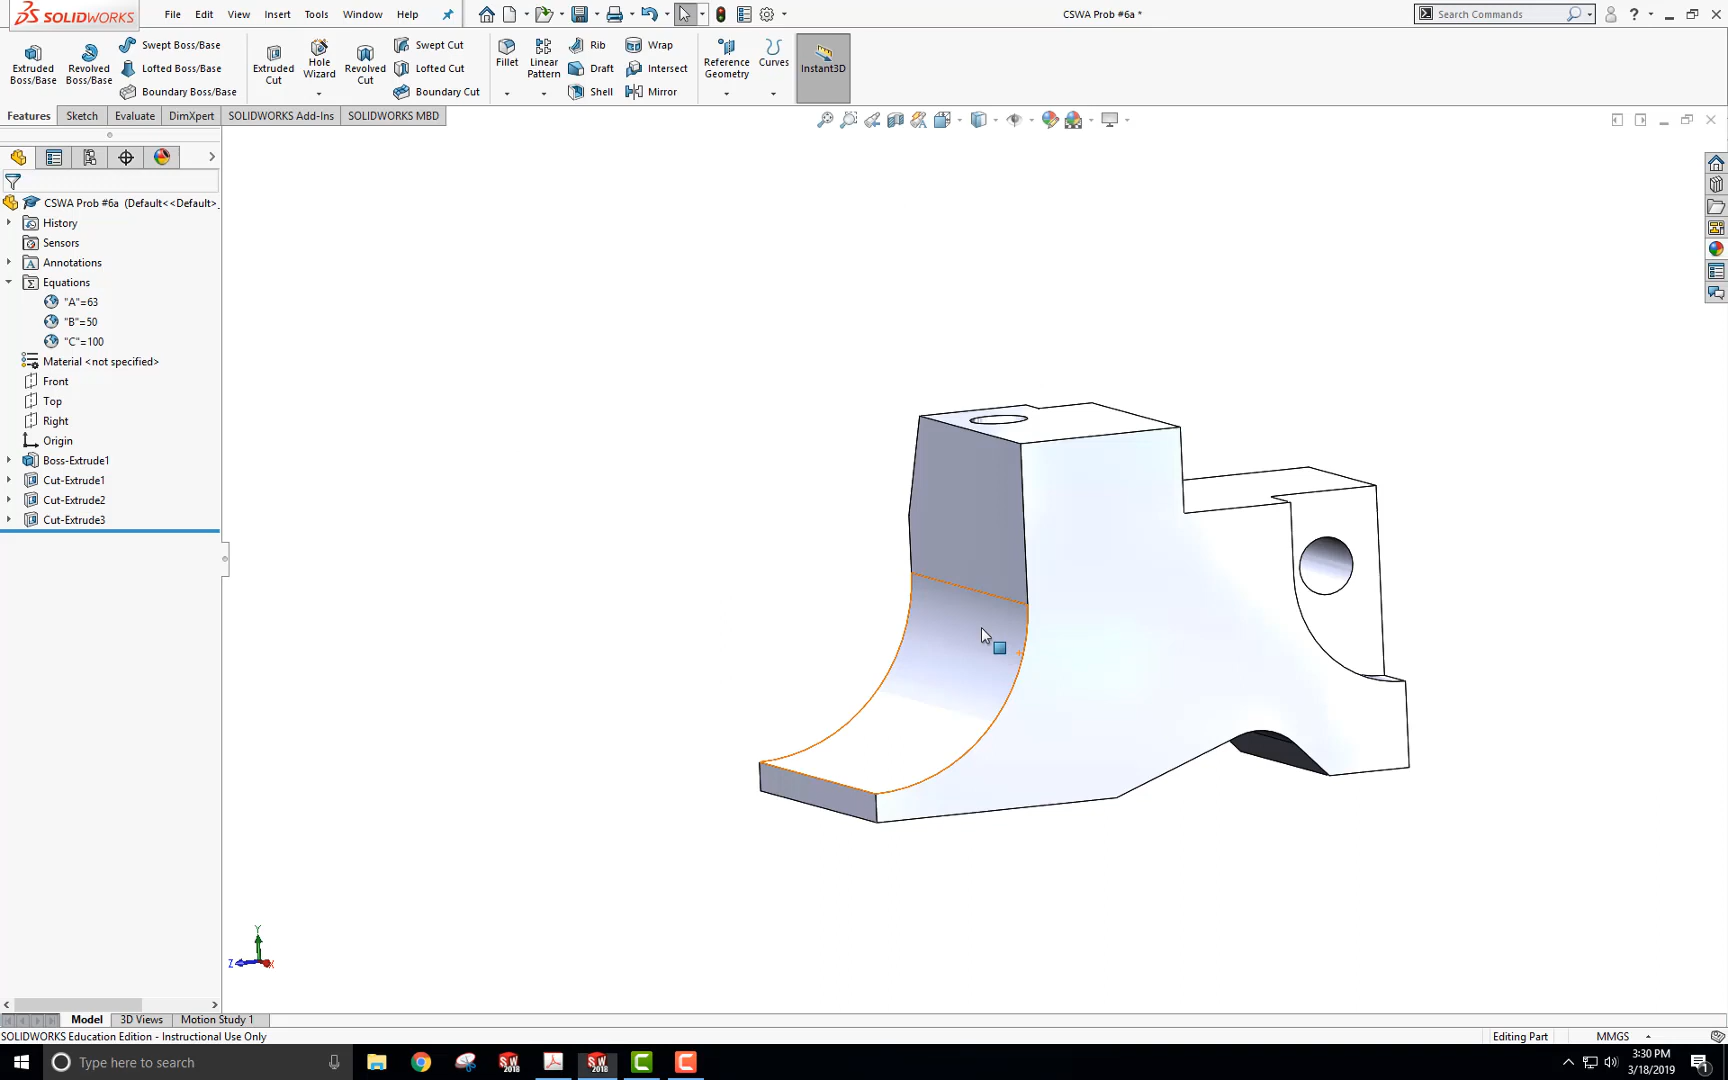 SOLIDWORKS File Edit View Insert Tools Window Help CSWA Prob #6a * Search Commands ?
Extruded Boss/Base Revolved Boss/Base Swept Boss/Base Lofted Boss/Base Boundary Boss/Base Extruded Cut Hole Wizard Revolved Cut Swept Cut Lofted Cut Boundary Cut Fillet Linear Pattern Rib Draft Shell Wrap Intersect Mirror Reference Geometry Curves Instant3D
Features Sketch Evaluate DimXpert SOLIDWORKS Add-Ins SOLIDWORKS MBD
CSWA Prob #6a (Default<<Default>_
History
Sensors
Annotations
Equations
"A"=63
"B"=50
"C"=100
Material <not specified>
Front
Top
Right
Origin
Boss-Extrude1
Cut-Extrude1
Cut-Extrude2
Cut-Extrude3
Y
Z X
Model 3D Views Motion Study 1
SOLIDWORKS Education Edition - Instructional Use Only Editing Part MMGS
Type here to search 3:30 PM
3/18/2019